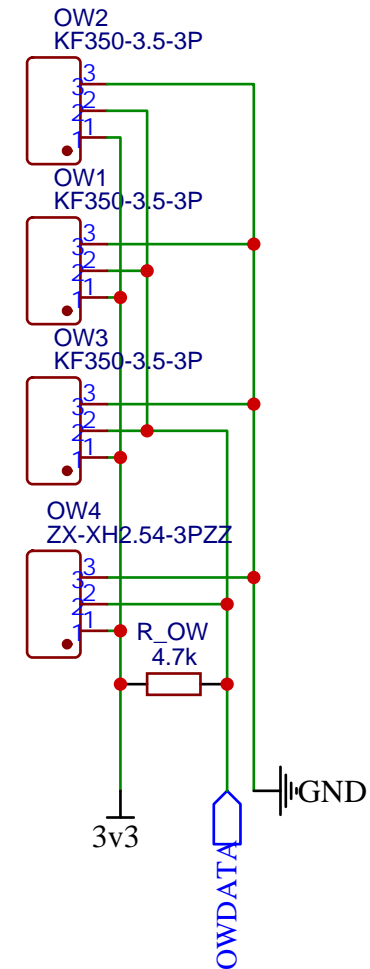 OW2
KF350-3.5-3P
3 3
2 2
1 1
OW1
KF350-3.5-3P
3 3
2 2
1 1
OW3
KF350-3.5-3P
3 3
2 2
1 1
OW4
ZX-XH2.54-3PZZ
3 3
2 2
1 1
R_OW
4.7k
3v3
GND
OWDATA